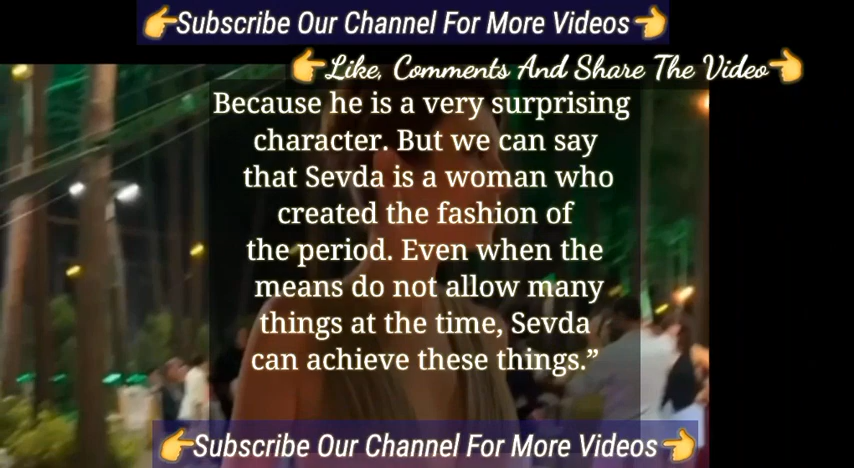 👉Subscribe Our Channel For More Videos👈
👉Like, Comments And Share The Video👈
Because he is a very surprising
character. But we can say
that Sevda is a woman who
created the fashion of
the period. Even when the
means do not allow many
things at the time, Sevda
can achieve these things.”
👉Subscribe Our Channel For More Videos👈